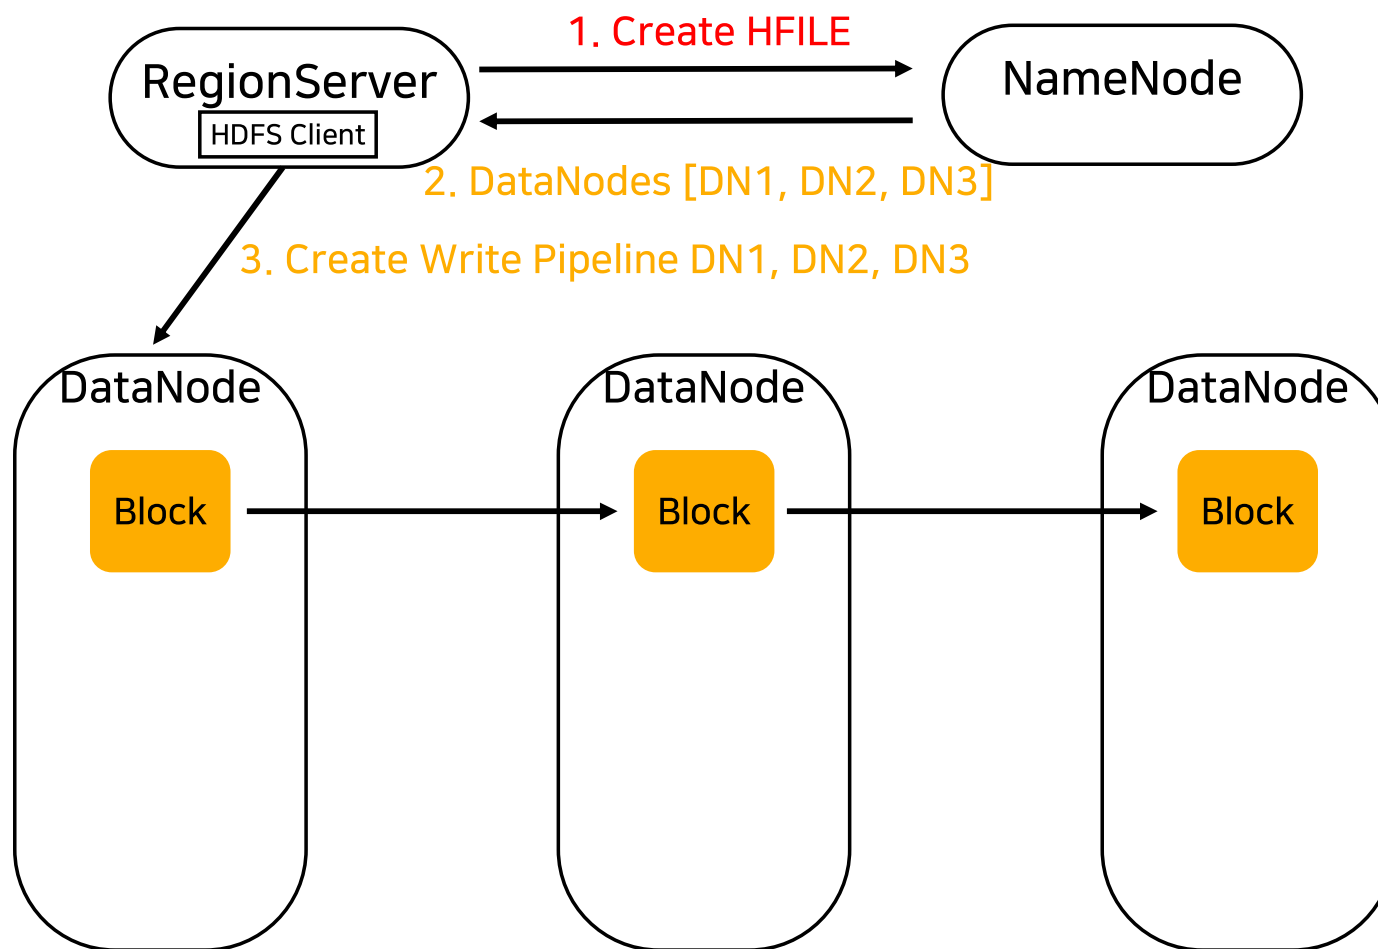 1. Create HFILE
RegionServer
NameNode
HDFS Client
2. DataNodes [DN1, DN2, DN3]
3. Create Write Pipeline DN1, DN2, DN3
DataNode
DataNode
DataNode
Block
Block
Block